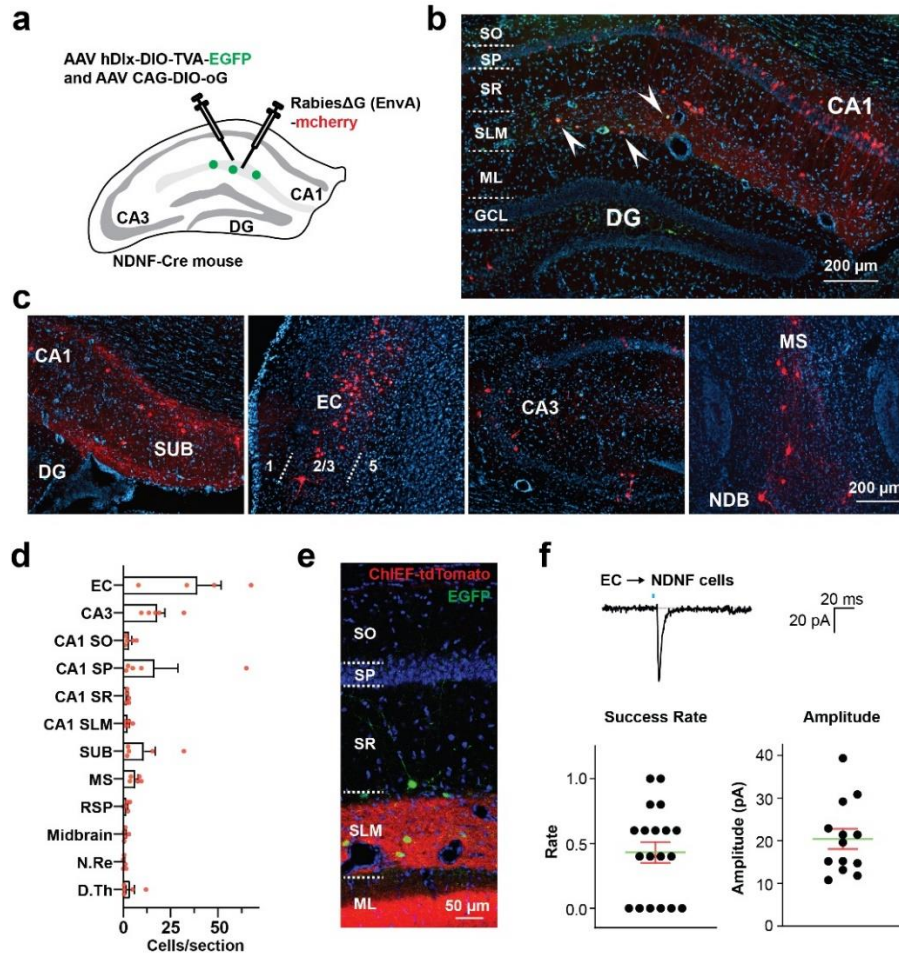 a
AAV hDlx-DIO-TVA-EGFP
and AAV CAG-DIO-oG
RabiesΔG (EnvA)
-mcherry
CA1
CA3
DG
NDNF-Cre mouse
b
SO
SP
SR
SLM
ML
GCL
CA1
DG
200 μm
c
CA1
SUB
DG
EC
1
2/3
5
CA3
MS
NDB
200 μm
d
EC
CA3
CA1 SO
CA1 SP
CA1 SR
CA1 SLM
SUB
MS
RSP
Midbrain
N.Re
D.Th
0 25 50 75
Cells/section
e
ChIEF-tdTomato
EGFP
SO
SP
SR
SLM
ML
50 μm
f
EC → NDNF cells
20 ms
20 pA
Success Rate
Rate
1.0
0.5
0.0
Amplitude
Amplitude (pA)
40
30
20
10
0